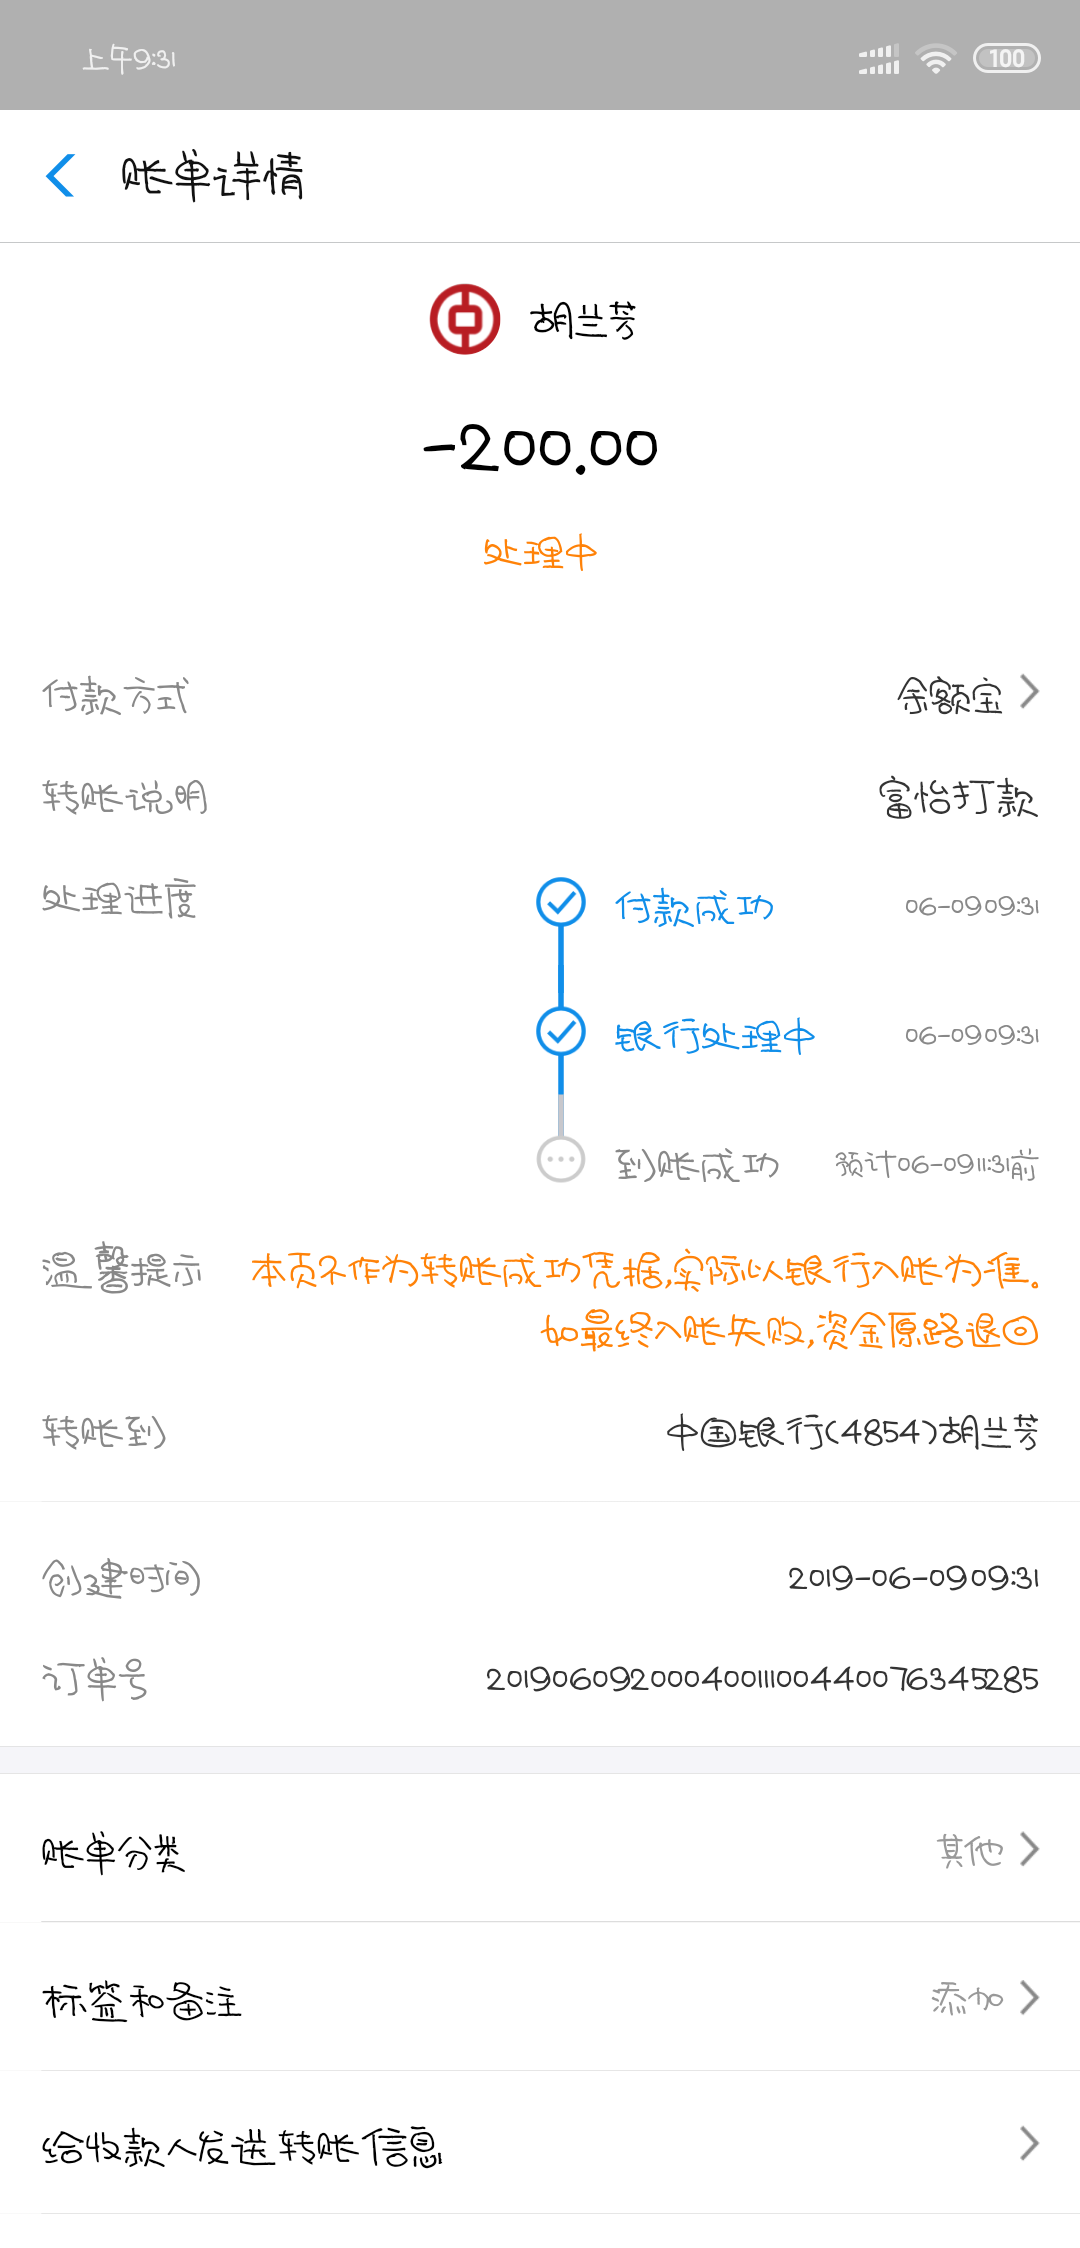 上午9:31
100
账单详情
胡兰芳
-200.00
处理中
付款方式 余额宝
转账说明 富怡打款
处理进度 付款成功 06-09 09:31
银行处理中 06-09 09:31
到账成功 预计06-09 11:31前
温馨提示 本页不作为转账成功凭据,实际以银行入账为准。
如最终入账失败,资金原路退回
转账到 中国银行(4854)胡兰芳
创建时间 2019-06-09 09:31
订单号 20190609200040011100440076345285
账单分类 其他
标签和备注 添加
给收款人发送转账信息